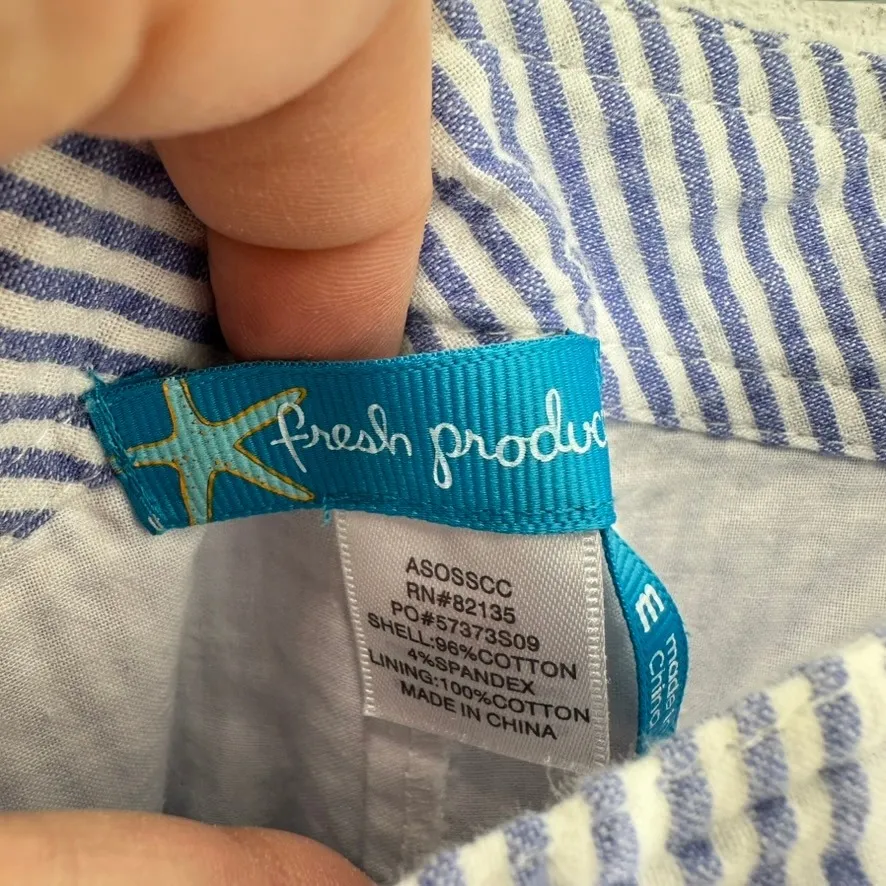 fresh produc
ASOSSCC
RN#82135
PO#57373S09
SHELL:96%COTTON
4%SPANDEX
LINING:100%COTTON
MADE IN CHINA
m
made
China